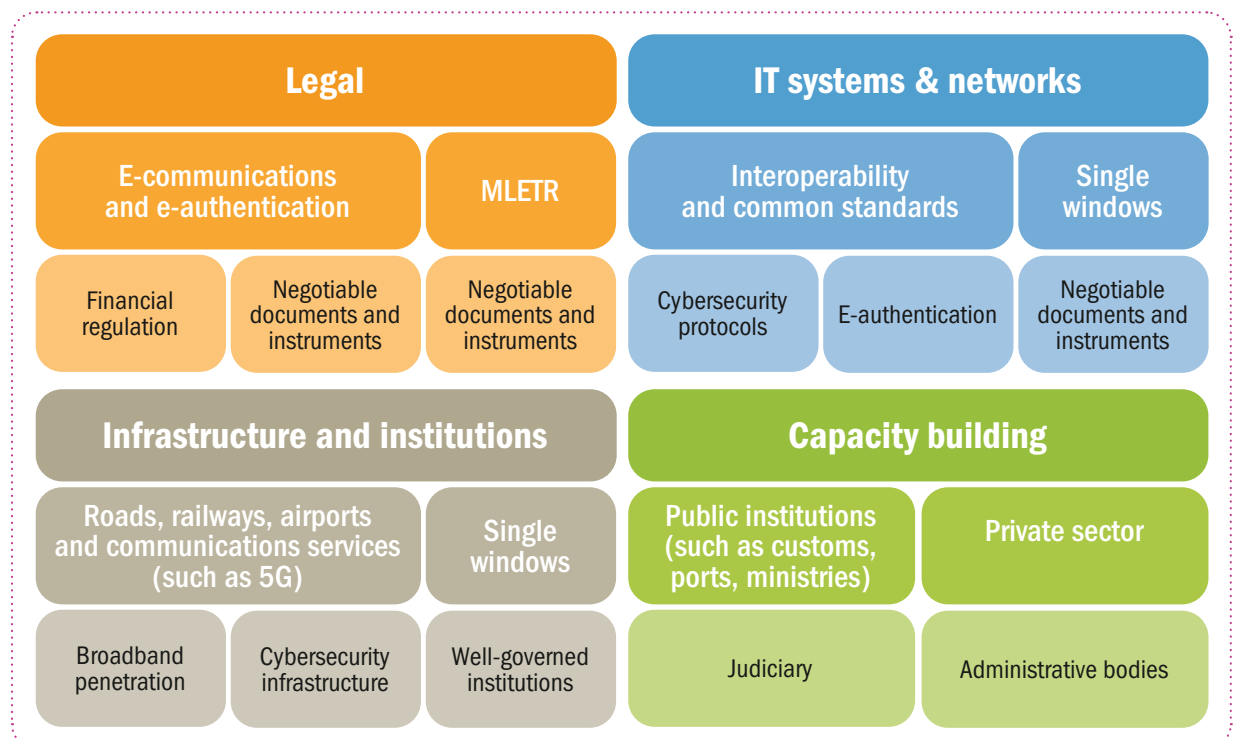 Legal
E-communications
and e-authentication
MLETR
Financial
regulation
Negotiable
documents and
instruments
Negotiable
documents and
instruments
IT systems & networks
Interoperability
and common standards
Single
windows
Cybersecurity
protocols
E-authentication
Negotiable
documents and
instruments
Infrastructure and institutions
Roads, railways, airports
and communications services
(such as 5G)
Single
windows
Broadband
penetration
Cybersecurity
infrastructure
Well-governed
institutions
Capacity building
Public institutions
(such as customs,
ports, ministries)
Private sector
Judiciary
Administrative bodies